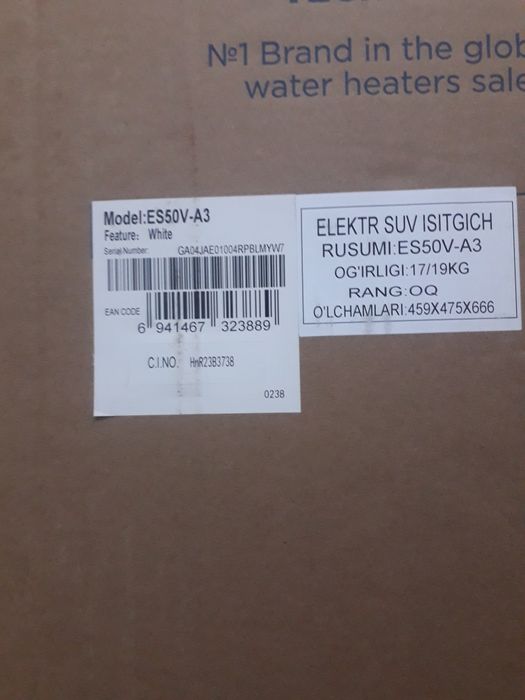 №1 Brand in the glob
water heaters sale
Model:ES50V-A3
Feature: White
Serial Number: GA04JAE01004RPBLMYW7
EAN CODE
6 941467 323889
C.I.NO. HnR23B3738
0238
ELEKTR SUV ISITGICH
RUSUMI:ES50V-A3
OG'IRLIGI:17/19KG
RANG:OQ
O'LCHAMLARI:459X475X666